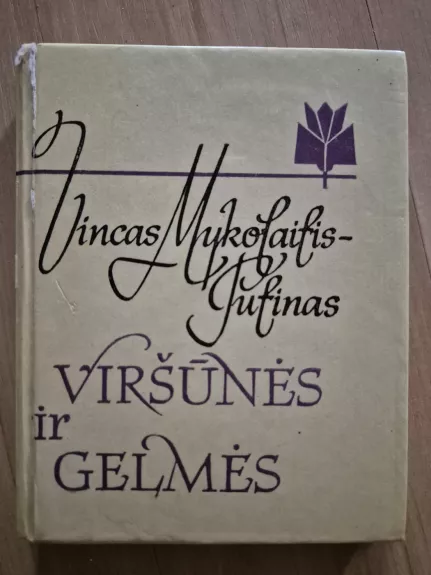 Vincas Mykolaitis-
Putinas
VIRŠŪNĖS
ir
GELMĖS